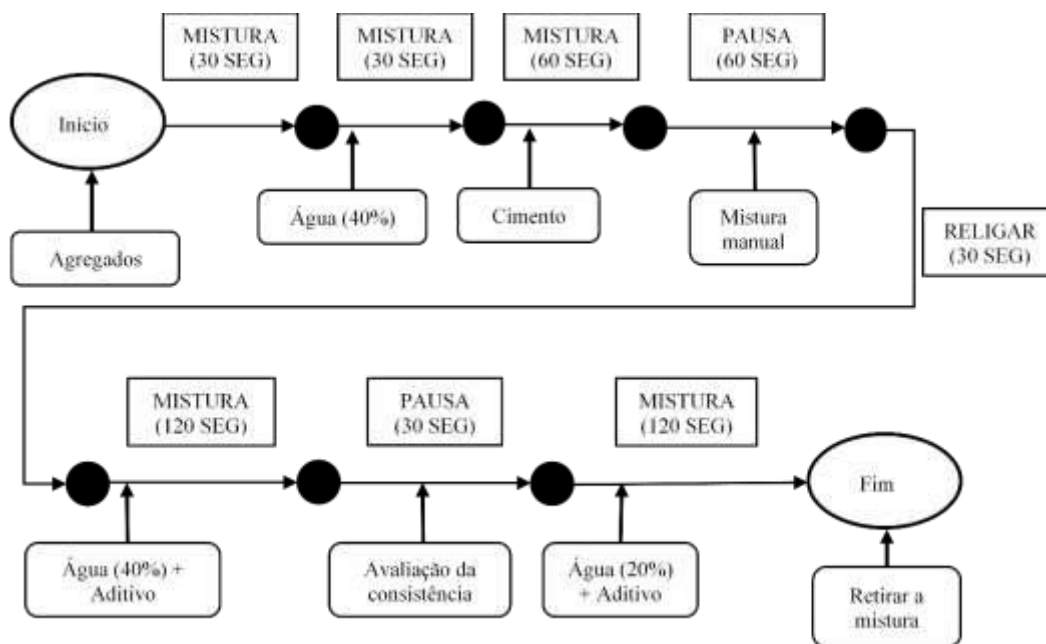 MISTURA
(30 SEG)
MISTURA
(30 SEG)
MISTURA
(60 SEG)
PAUSA
(60 SEG)
Início
Água (40%)
Cimento
Mistura
manual
Agregados
RELIGAR
(30 SEG)
MISTURA
(120 SEG)
PAUSA
(30 SEG)
MISTURA
(120 SEG)
Fim
Água (40%) +
Aditivo
Avaliação da
consistência
Água (20%)
+ Aditivo
Retirar a
mistura